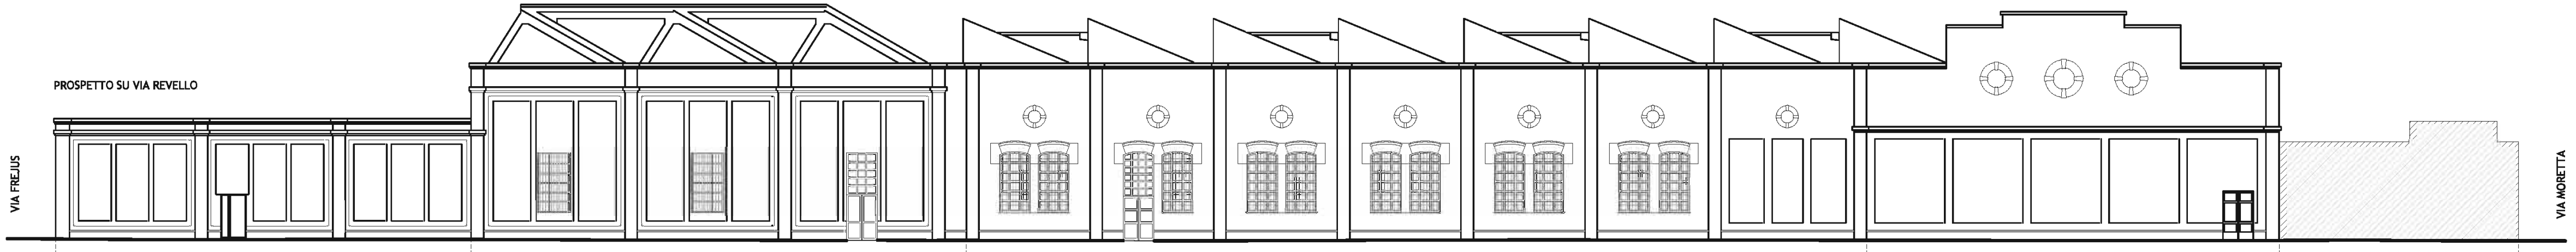 PROSPETTO SU VIA REVELLO
VIA FREJUS
VIA MORETTA